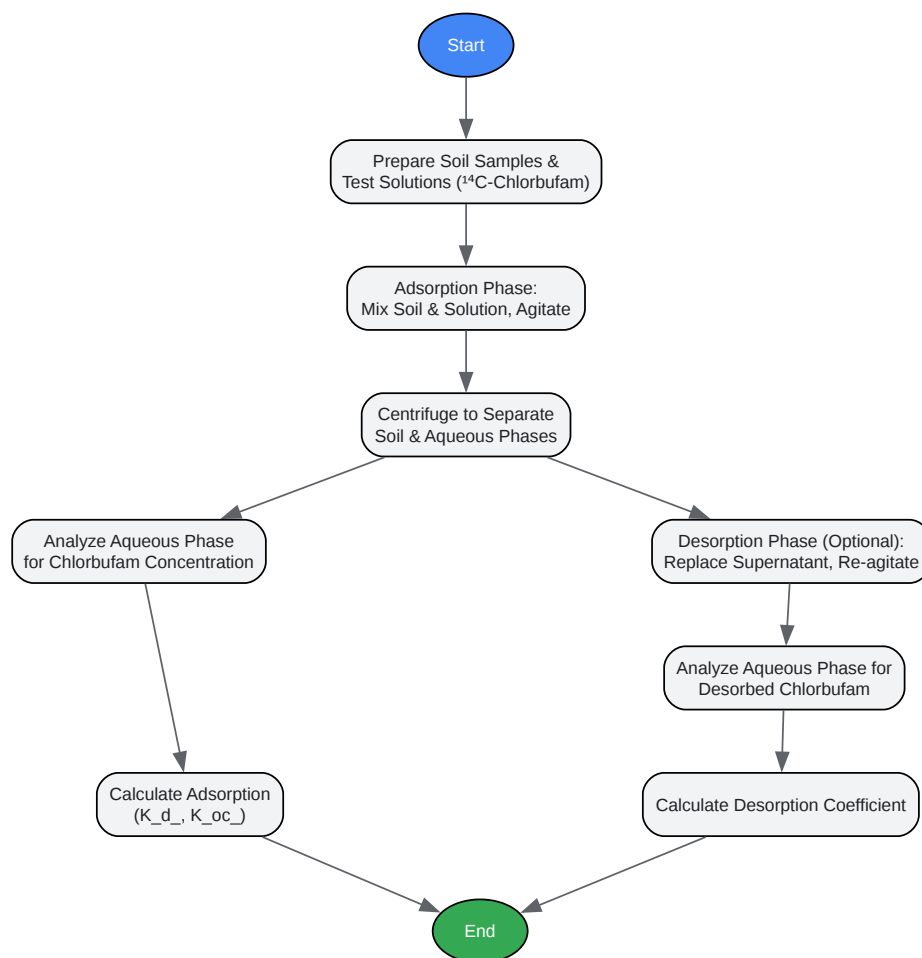 Start
Prepare Soil Samples &
Test Solutions (¹⁴C-Chlorbufam)
Adsorption Phase:
Mix Soil & Solution, Agitate
Centrifuge to Separate
Soil & Aqueous Phases
Analyze Aqueous Phase
for Chlorbufam Concentration
Desorption Phase (Optional):
Replace Supernatant, Re-agitate
Analyze Aqueous Phase for
Desorbed Chlorbufam
Calculate Adsorption
(K_d_, K_oc_)
Calculate Desorption Coefficient
End